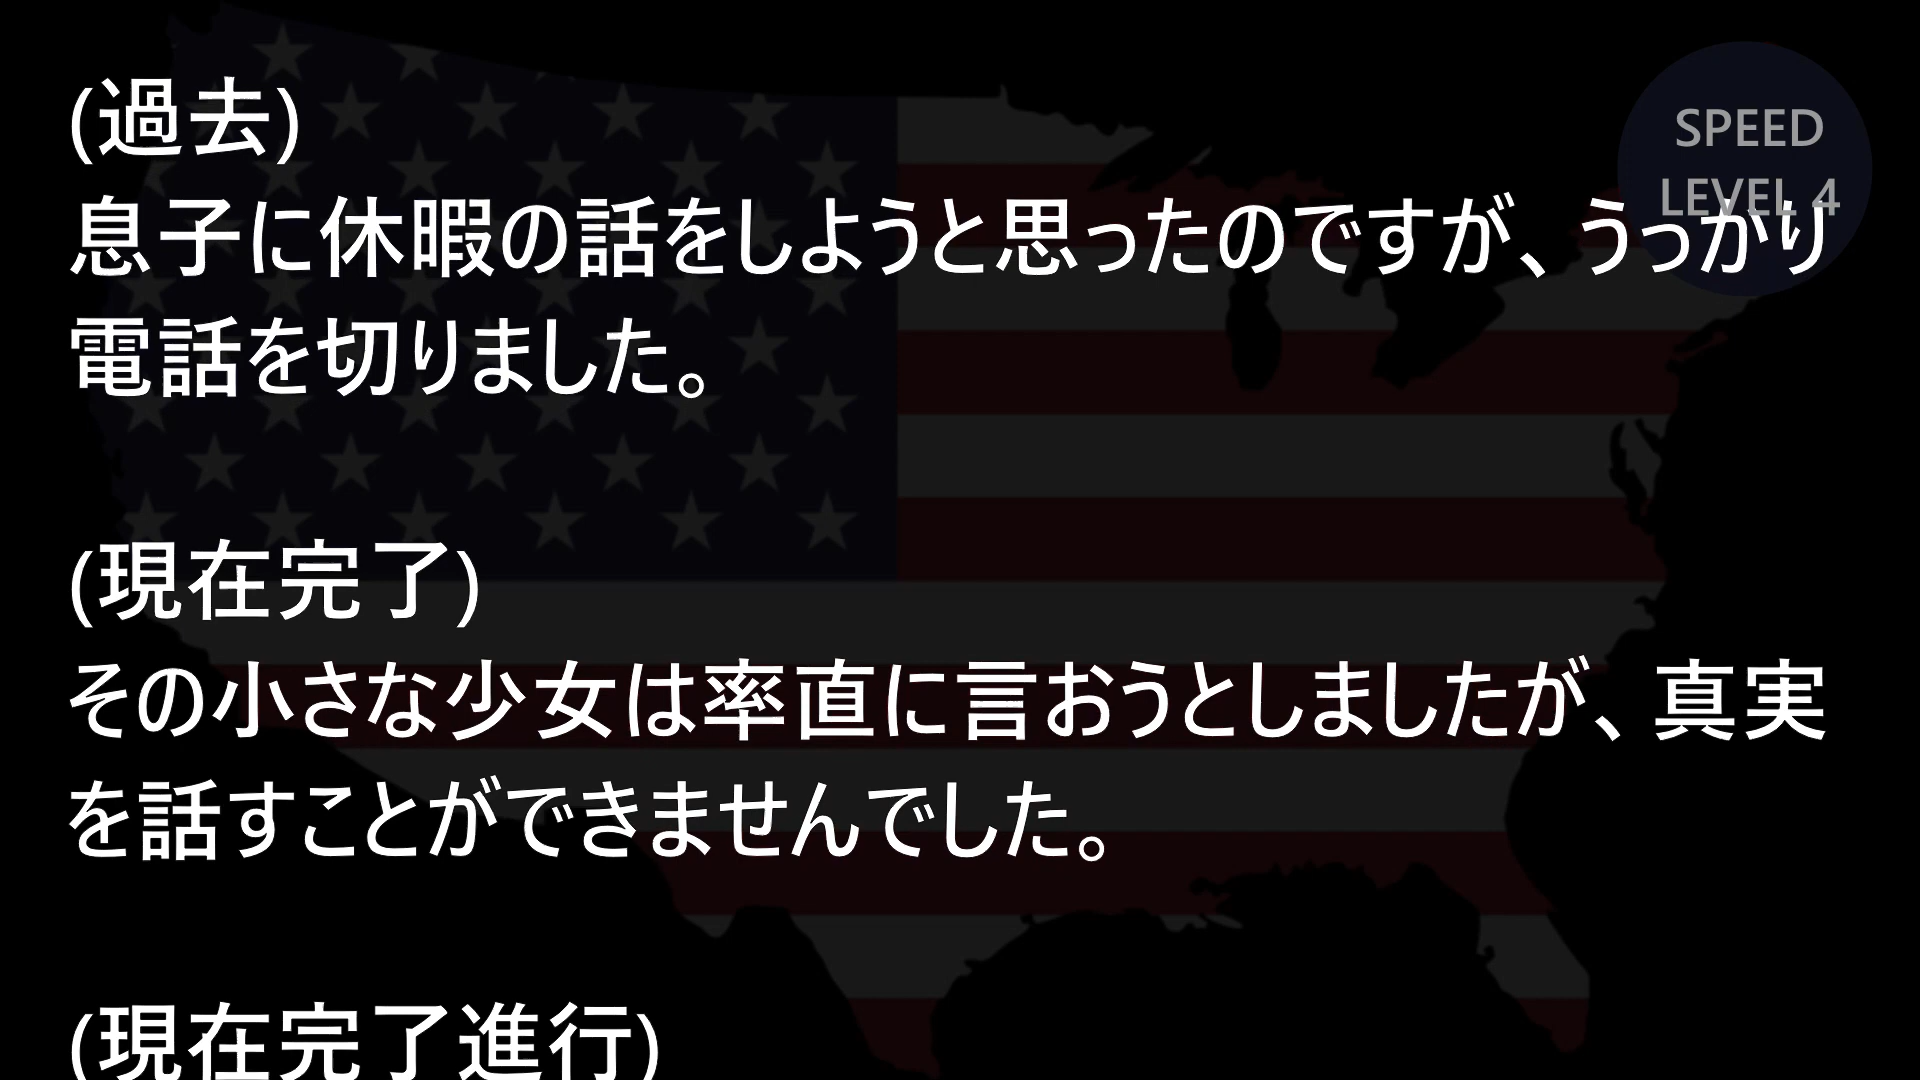 (過去)
SPEED
LEVEL 4
息子に休暇の話をしようと思ったのですが、うっかり
電話を切りました。
(現在完了)
その小さな少女は率直に言おうとしましたが、真実
を話すことができませんでした。
(現在完了進行)